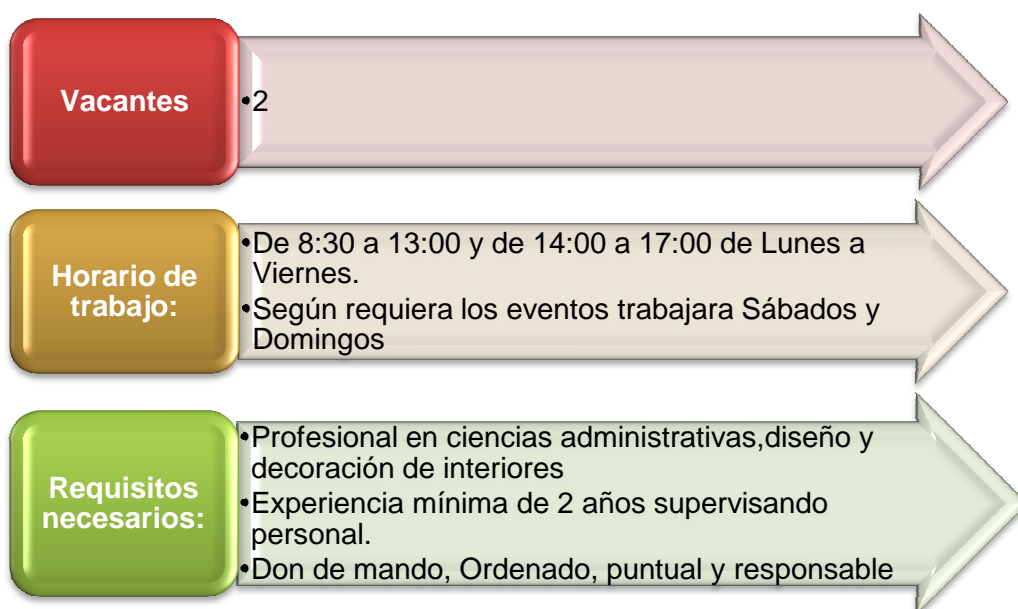 Vacantes
•2
Horario de
trabajo:
•De 8:30 a 13:00 y de 14:00 a 17:00 de Lunes a
Viernes.
•Según requiera los eventos trabajara Sábados y
Domingos
Requisitos
necesarios:
•Profesional en ciencias administrativas,diseño y
decoración de interiores
•Experiencia mínima de 2 años supervisando
personal.
•Don de mando, Ordenado, puntual y responsable